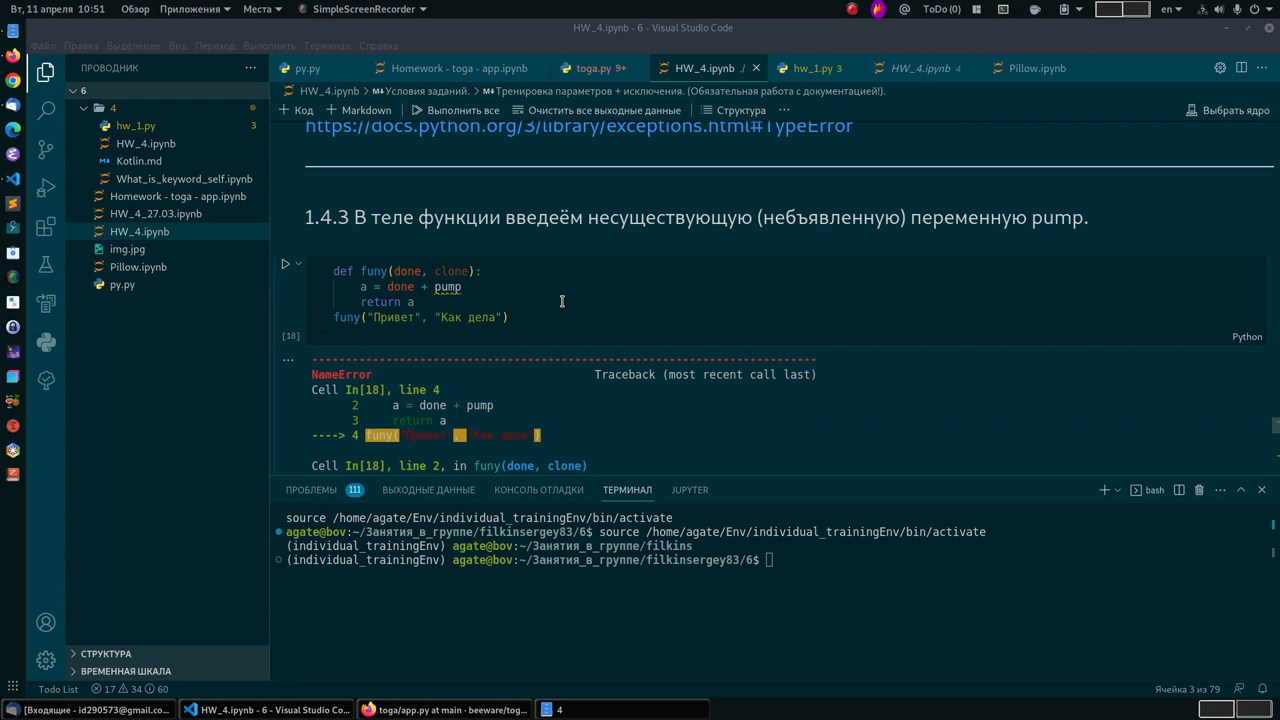 Вт, 11 апреля 10:51 Обзор Приложения Места SimpleScreenRecorder ToDo (0) en
HW_4.ipynb - 6 - Visual Studio Code
Файл Правка Выделение Вид Переход Выполнить Терминал Справка
ПРОВОДНИК
py.py Homework - toga - app.ipynb toga.py 9+ HW_4.ipynb ./ hw_1.py 3 HW_4.ipynb 4 Pillow.ipynb
6
HW_4.ipynb > Условия заданий. > Тренировка параметров + исключения. (Обязательная работа с документацией!).
4
Код Markdown Выполнить все Очистить все выходные данные Структура Выбрать ядро
hw_1.py 3
HW_4.ipynb
Kotlin.md
What_is_keyword_self.ipynb
Homework - toga - app.ipynb
HW_4_27.03.ipynb
HW_4.ipynb
img.jpg
Pillow.ipynb
py.py
https://docs.python.org/3/library/exceptions.html#TypeError
1.4.3 В теле функции введеём несуществующую (небъявленную) переменную pump.
def funy(done, clone):
a = done + pump
return a
funy("Привет", "Как дела")
[18]
Python
NameError Traceback (most recent call last)
Cell In[18], line 4
2 a = done + pump
3 return a
----> 4 funy("Привет", "Как дела")
Cell In[18], line 2, in funy(done, clone)
ПРОБЛЕМЫ 111 ВЫХОДНЫЕ ДАННЫЕ КОНСОЛЬ ОТЛАДКИ ТЕРМИНАЛ JUPYTER
bash
source /home/agate/Env/individual_trainingEnv/bin/activate
agate@bov:~/Занятия_в_группе/filkinsergey83/6$ source /home/agate/Env/individual_trainingEnv/bin/activate
(individual_trainingEnv) agate@bov:~/Занятия_в_группе/filkins
(individual_trainingEnv) agate@bov:~/Занятия_в_группе/filkinsergey83/6$
СТРУКТУРА
ВРЕМЕННАЯ ШКАЛА
Todo List 17 34 60
Ячейка 3 из 79
[Входящие - id290573@gmail.co... HW_4.ipynb - 6 - Visual Studio Cod... toga/app.py at main · beeware/tog... 4